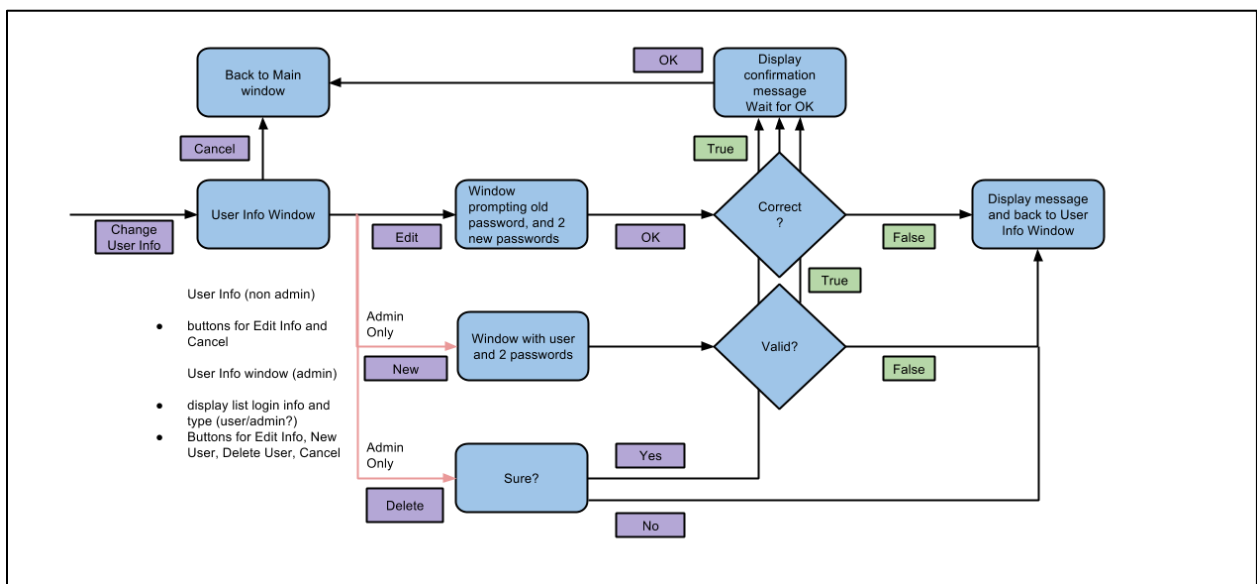 Back to Main
window
OK
Display
confirmation
message
Wait for OK
Cancel
True
Change
User Info
User Info Window
Edit
Window
prompting old
password, and 2
new passwords
OK
Correct
?
False
Display message
and back to User
Info Window
True
User Info (non admin)
● buttons for Edit Info and
Cancel
User Info window (admin)
● display list login info and
type (user/admin?)
● Buttons for Edit Info, New
User, Delete User, Cancel
Admin
Only
New
Window with user
and 2 passwords
Valid?
False
Admin
Only
Delete
Sure?
Yes
No